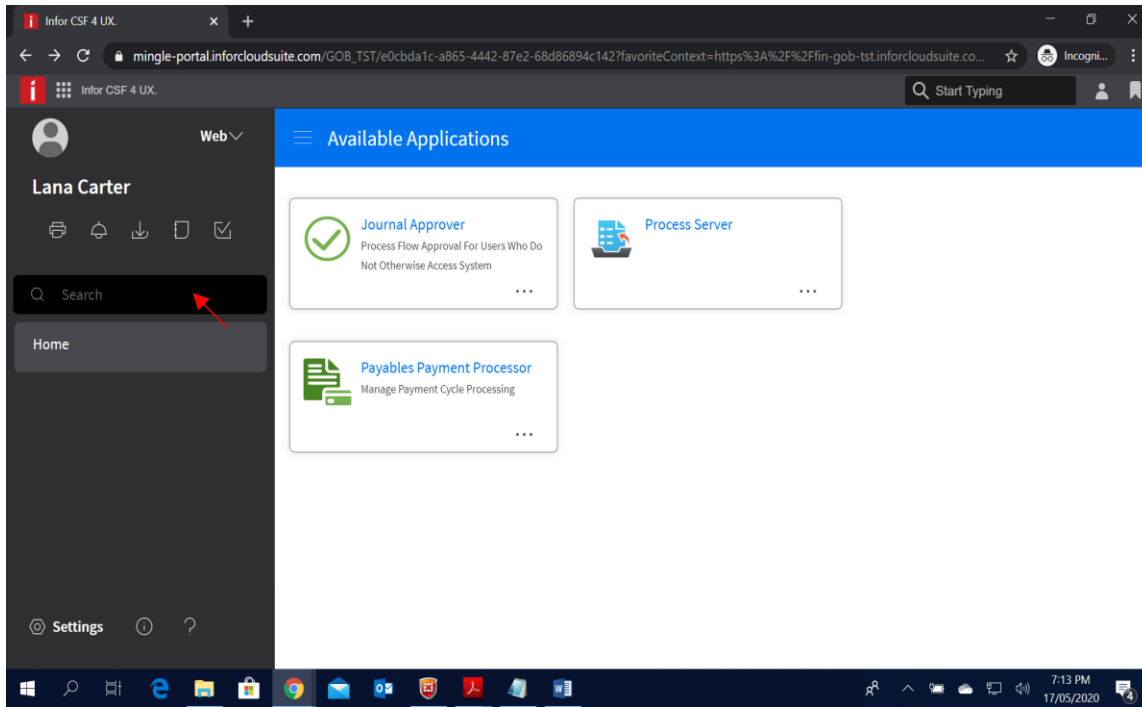 Infor CSF 4 UX.
mingle-portal.inforcloudsuite.com/GOB_TST/e0cbda1c-a865-4442-87e2-68d86894c142?favoriteContext=https%3A%2F%2Ffin-gob-tst.inforcloudsuite.co...
Incogni...
Infor CSF 4 UX.
Start Typing
Web
Lana Carter
Search
Home
Settings
Available Applications
Journal Approver
Process Flow Approval For Users Who Do
Not Otherwise Access System
...
Process Server
...
Payables Payment Processor
Manage Payment Cycle Processing
...
7:13 PM
17/05/2020
4